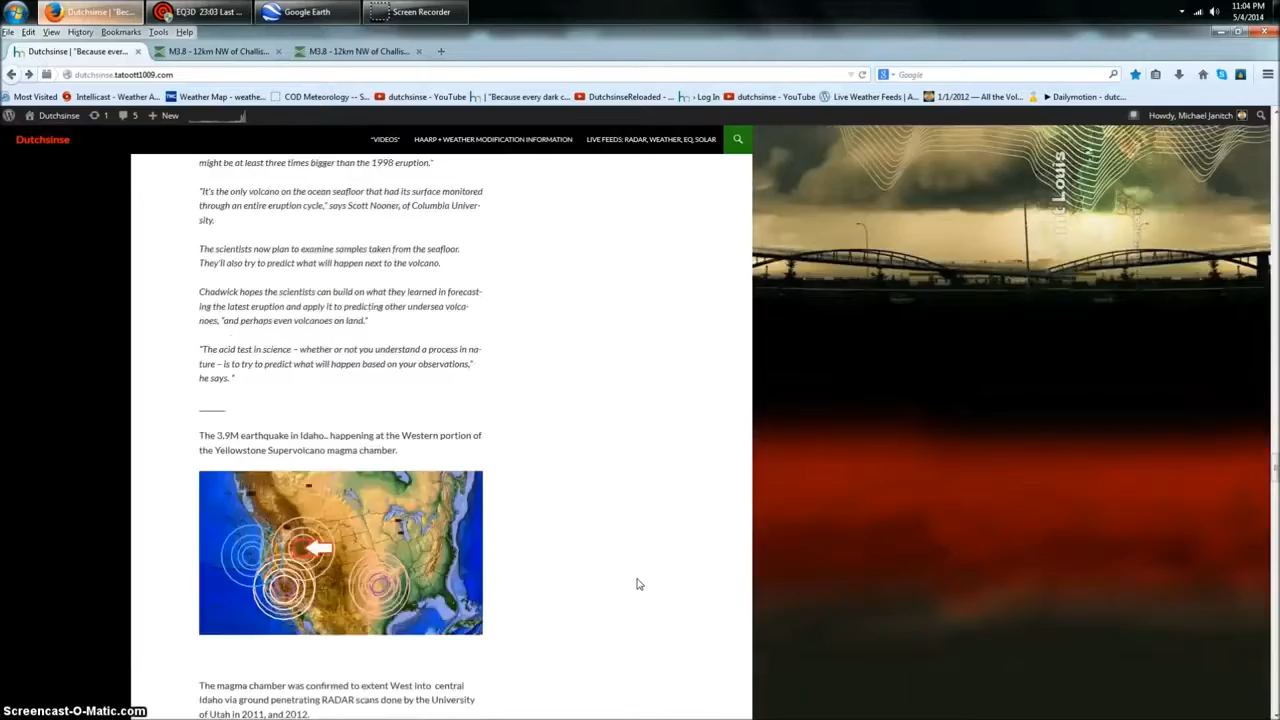 Dutchsinse | "Bec...
EQ3D 23:03 Last ...
Google Earth
Screen Recorder
11:04 PM
5/4/2014
File Edit View History Bookmarks Tools Help
Dutchsinse | "Because ever...
M3.8 - 12km NW of Challis...
M3.8 - 12km NW of Challis...
dutchsinse.tatoott1009.com
Google
Most Visited
Intellicast - Weather A...
TWC Weather Map - weathe...
COD Meteorology -- S...
dutchsinse - YouTube
| "Because every dark c...
DutchsinseReloaded - ...
› Log In
dutchsinse - YouTube
Live Weather Feeds | A...
1/1/2012 -- All the Vol...
Dailymotion - dutc...
Dutchsinse 1 5 New
Howdy, Michael Janitch
Dutchsinse
*VIDEOS* HAARP + WEATHER MODIFICATION INFORMATION LIVE FEEDS: RADAR, WEATHER, EQ, SOLAR
might be at least three times bigger than the 1998 eruption."
"It's the only volcano on the ocean seafloor that had its surface monitored
through an entire eruption cycle," says Scott Nooner, of Columbia Univer-
sity.
The scientists now plan to examine samples taken from the seafloor.
They'll also try to predict what will happen next to the volcano.
Chadwick hopes the scientists can build on what they learned in forecast-
ing the latest eruption and apply it to predicting other undersea volca-
noes, "and perhaps even volcanoes on land."
"The acid test in science – whether or not you understand a process in na-
ture – is to try to predict what will happen based on your observations,"
he says. "
The 3.9M earthquake in Idaho.. happening at the Western portion of
the Yellowstone Supervolcano magma chamber.
The magma chamber was confirmed to extent West into central
Idaho via ground penetrating RADAR scans done by the University
of Utah in 2011, and 2012.
Louis
Screencast-O-Matic.com